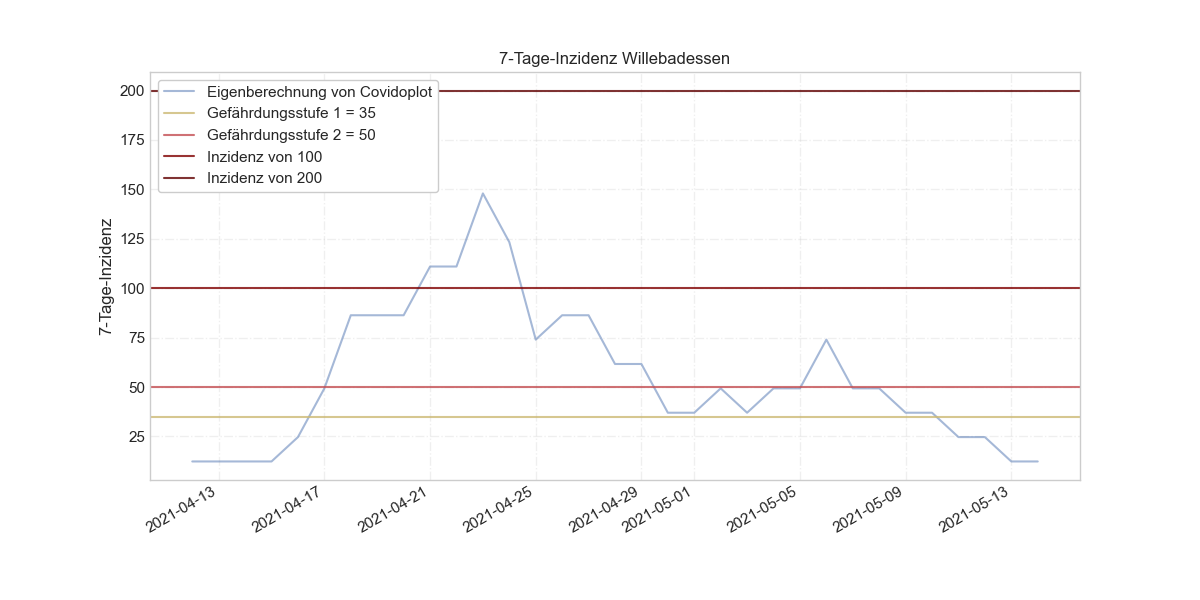 7-Tage-Inzidenz Willebadessen
Eigenberechnung von Covidoplot
Gefährdungsstufe 1 = 35
Gefährdungsstufe 2 = 50
Inzidenz von 100
Inzidenz von 200
7-Tage-Inzidenz
200
175
150
125
100
75
50
25
2021-04-13
2021-04-17
2021-04-21
2021-04-25
2021-04-29
2021-05-01
2021-05-05
2021-05-09
2021-05-13